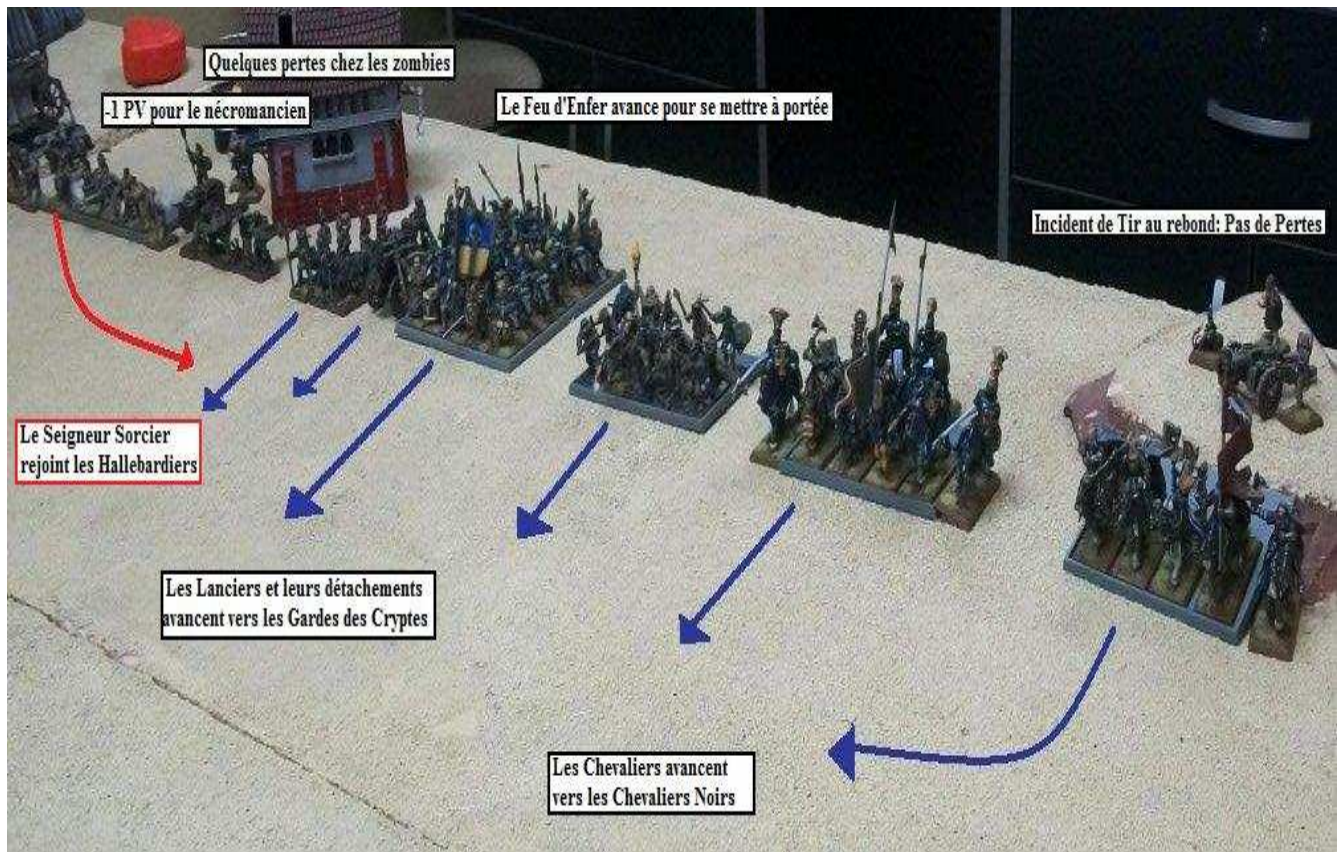 Quelques pertes chez les zombies
-1 PV pour le nécromancien
Le Feu d'Enfer avance pour se mettre à portée
Incident de Tir au rebond: Pas de Pertes
Le Seigneur Sorcier
rejoint les Hallebardiers
Les Lanciers et leurs détachements
avancent vers les Gardes des Cryptes
Les Chevaliers avancent
vers les Chevaliers Noirs